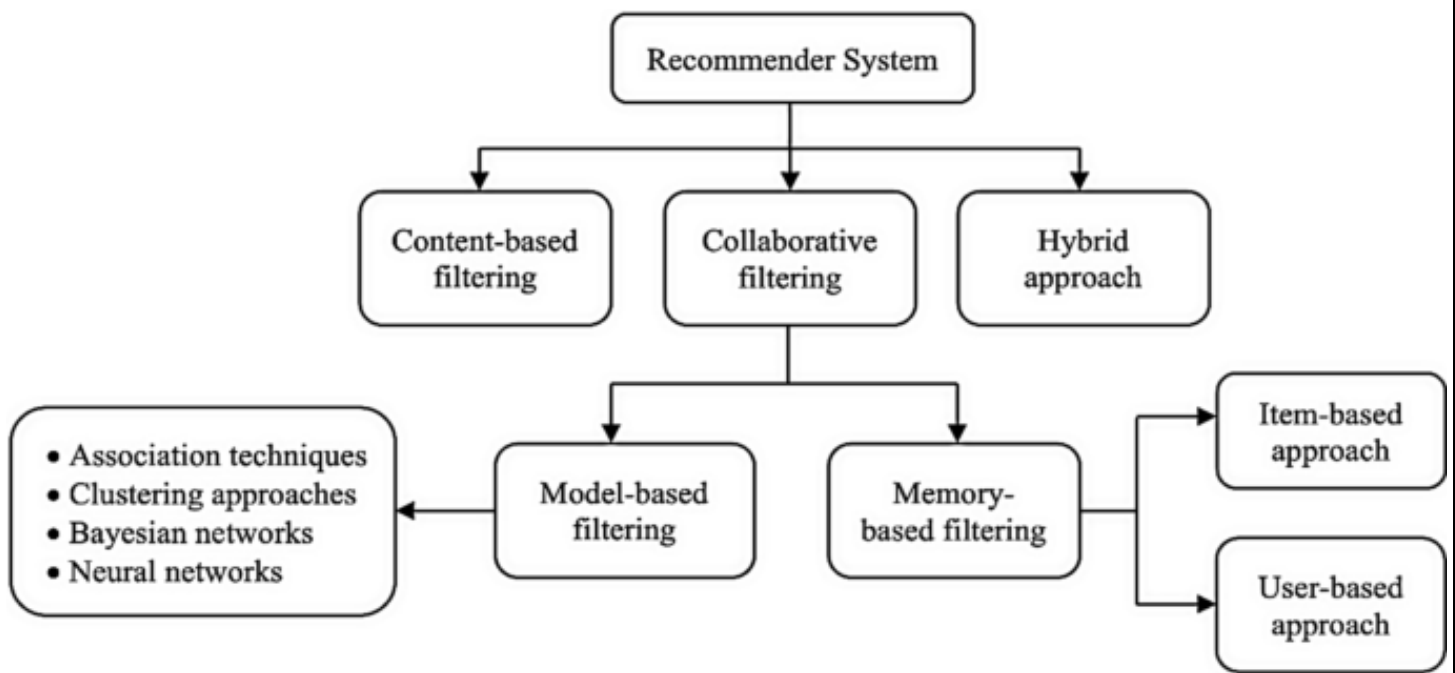 Recommender System
Content-based
filtering
Collaborative
filtering
Hybrid
approach
• Association techniques
• Clustering approaches
• Bayesian networks
• Neural networks
Model-based
filtering
Memory-
based filtering
Item-based
approach
User-based
approach